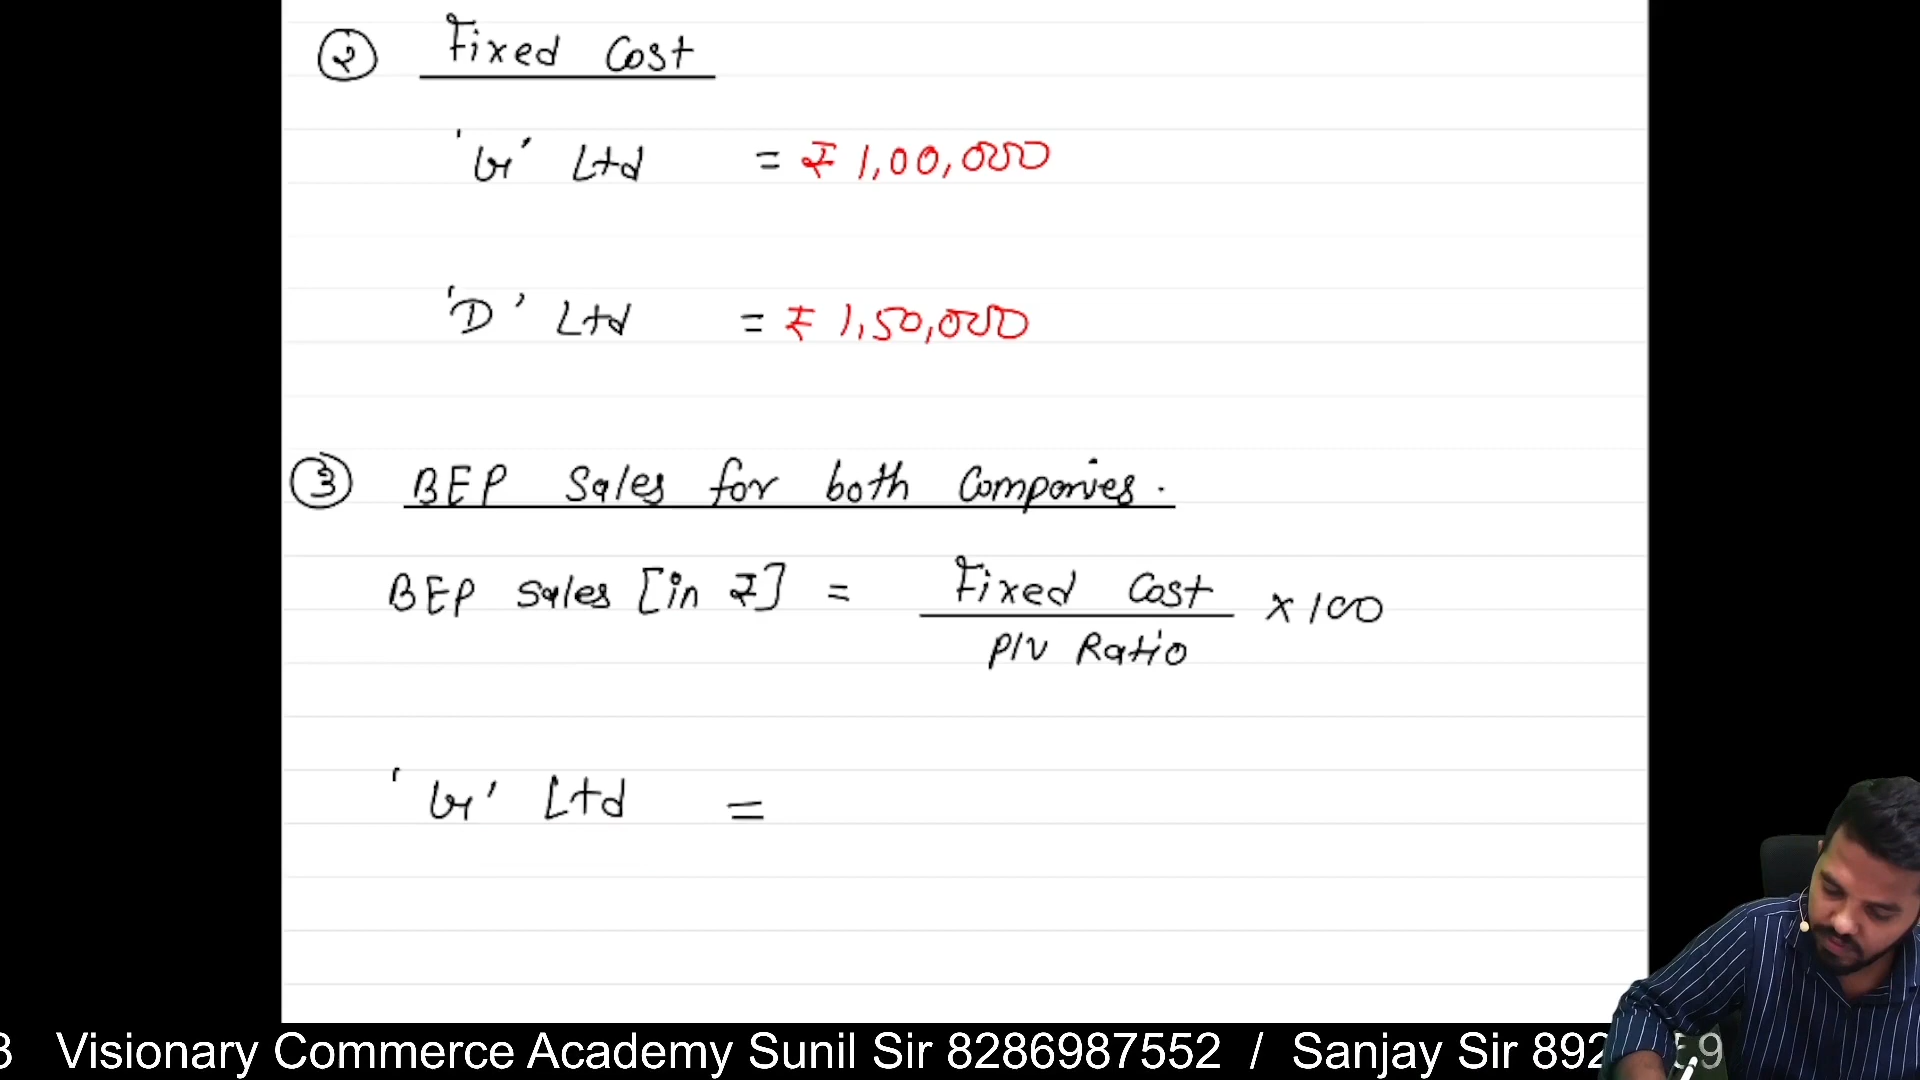 ② Fixed Cost
'G' Ltd = ₹ 1,00,000
'D' Ltd = ₹ 1,50,000
③ BEP Sales for both Companies.
BEP Sales [in ₹] = Fixed Cost / P/V Ratio × 100
'G' Ltd =
3 Visionary Commerce Academy Sunil Sir 8286987552 / Sanjay Sir 892